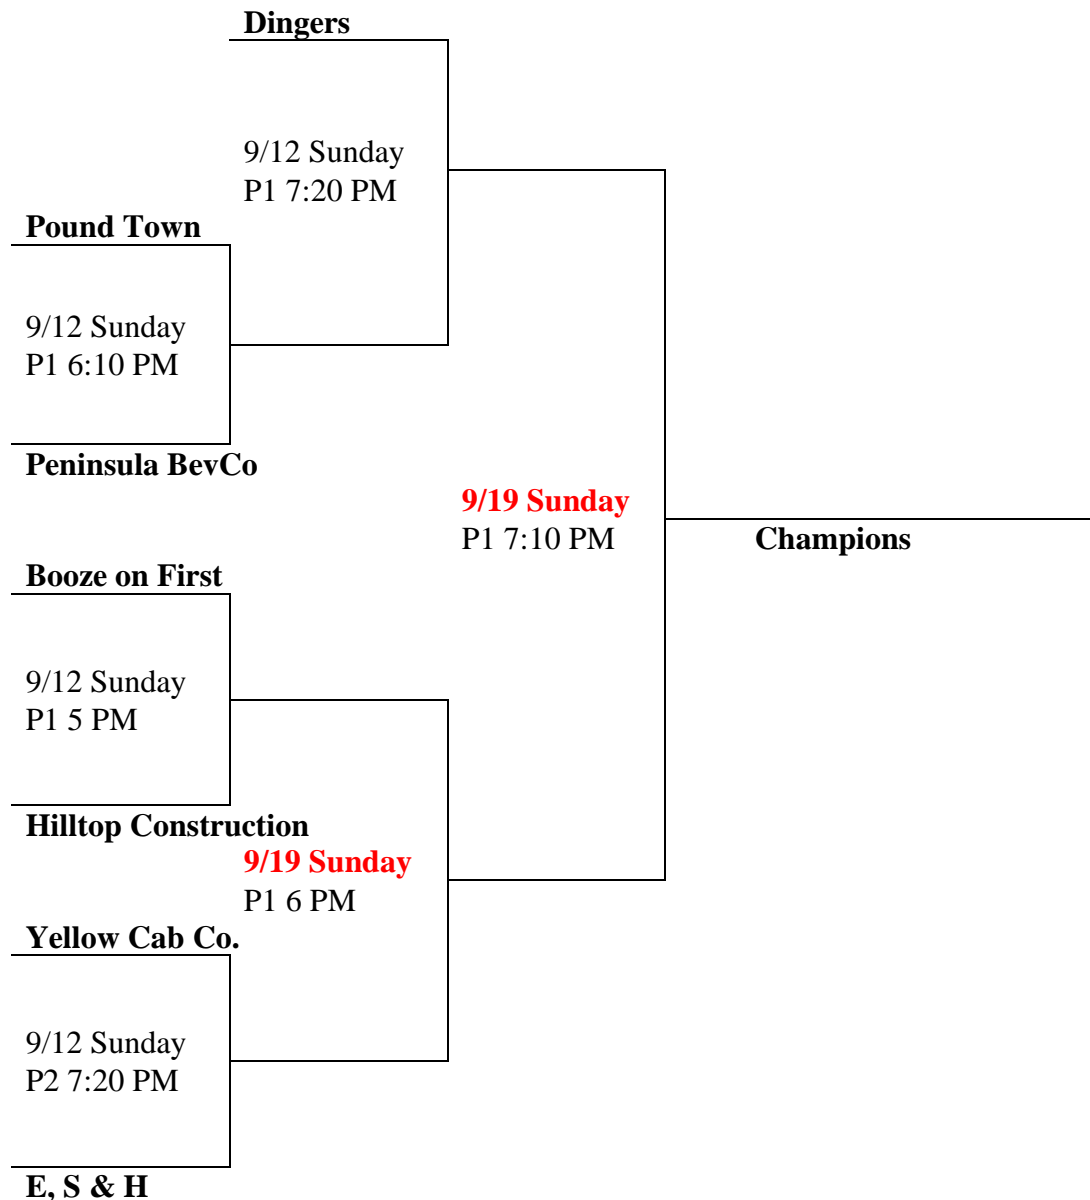 Dingers
9/12 Sunday
P1 7:20 PM
Pound Town
9/12 Sunday
P1 6:10 PM
Peninsula BevCo
9/19 Sunday
P1 7:10 PM
Champions
Booze on First
9/12 Sunday
P1 5 PM
Hilltop Construction
9/19 Sunday
P1 6 PM
Yellow Cab Co.
9/12 Sunday
P2 7:20 PM
E, S & H